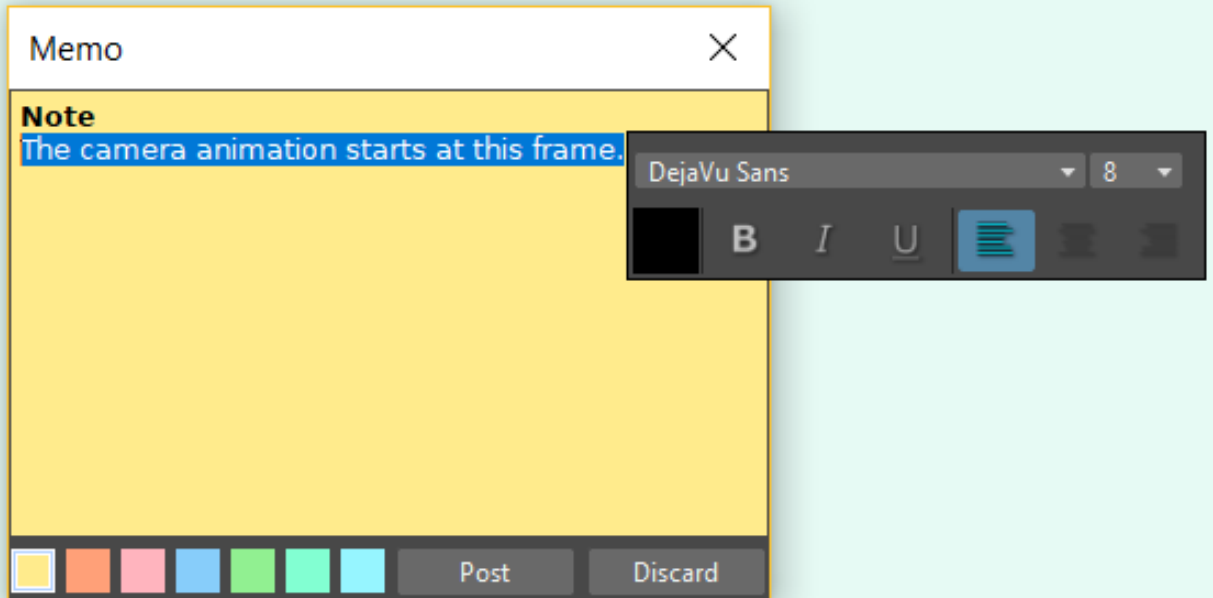 Memo
Note
The camera animation starts at this frame.
DejaVu Sans 8
B I U
Post Discard